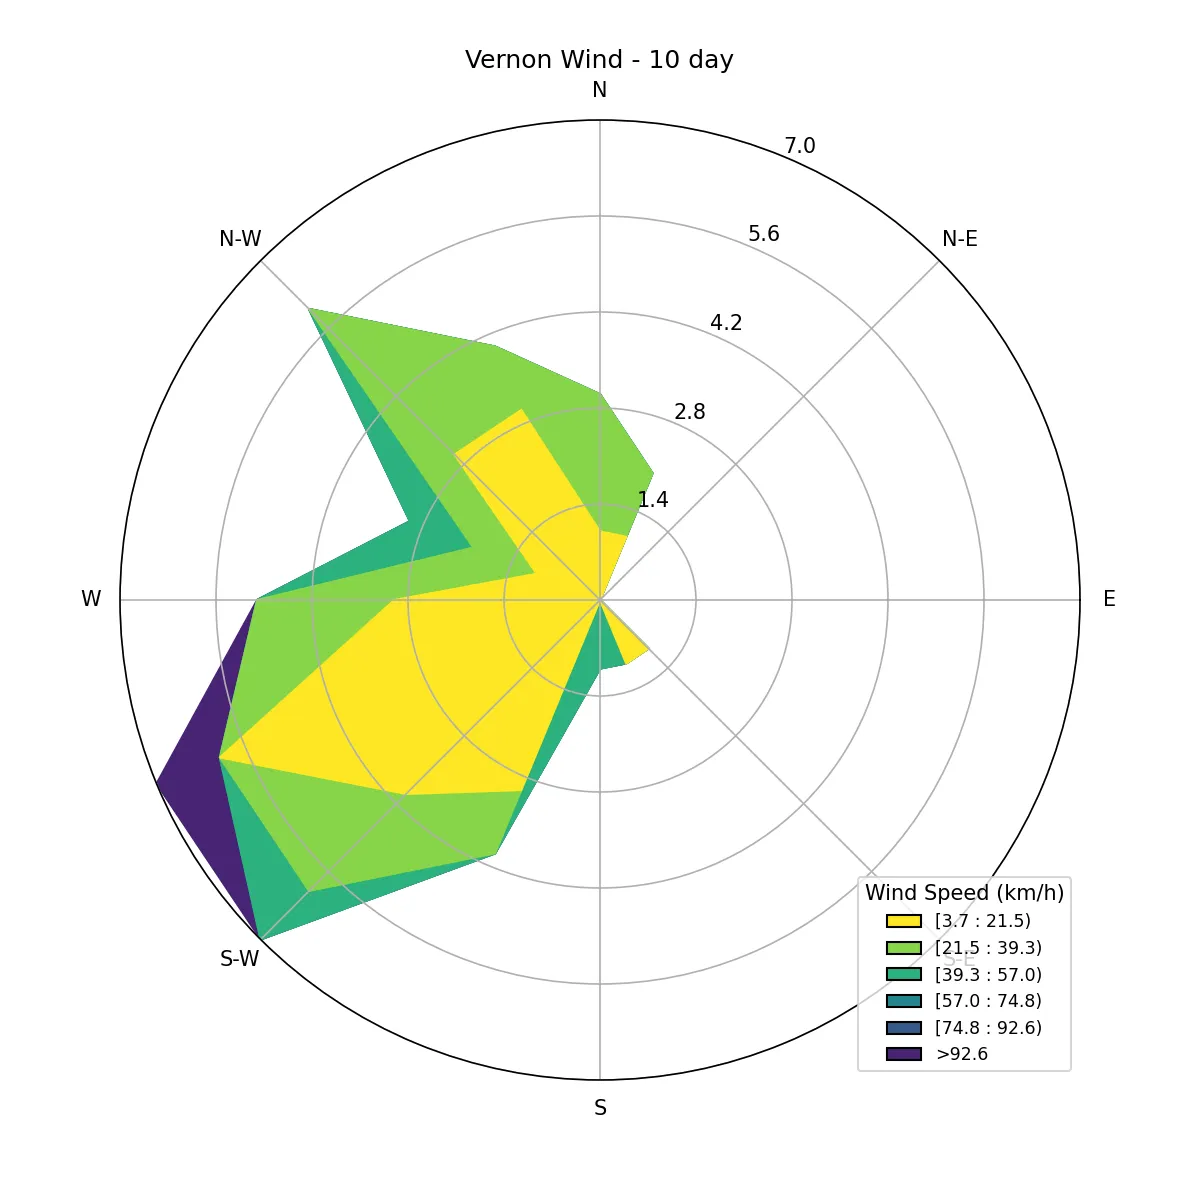 Vernon Wind - 10 day
N
7.0
5.6
N-W
N-E
4.2
2.8
1.4
W
E
Wind Speed (km/h)
[3.7 : 21.5)
[21.5 : 39.3)
S-W
S-E
[39.3 : 57.0)
[57.0 : 74.8)
[74.8 : 92.6)
>92.6
S